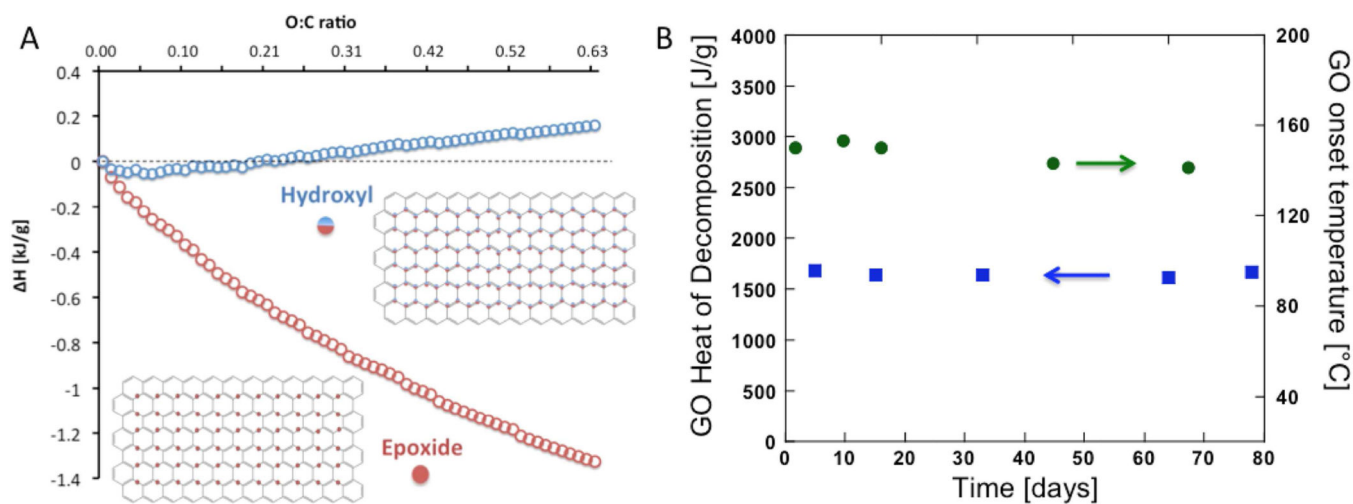 A
O:C ratio
0.00 0.10 0.21 0.31 0.42 0.52 0.63
0.4
0.2
0
-0.2
-0.4
-0.6
-0.8
-1
-1.2
-1.4
ΔH [kJ/g]
Hydroxyl
Epoxide
B
GO Heat of Decomposition [J/g]
4000
3500
3000
2500
2000
1500
1000
500
0
200
160
120
80
40
GO onset temperature [°C]
0 10 20 30 40 50 60 70 80
Time [days]